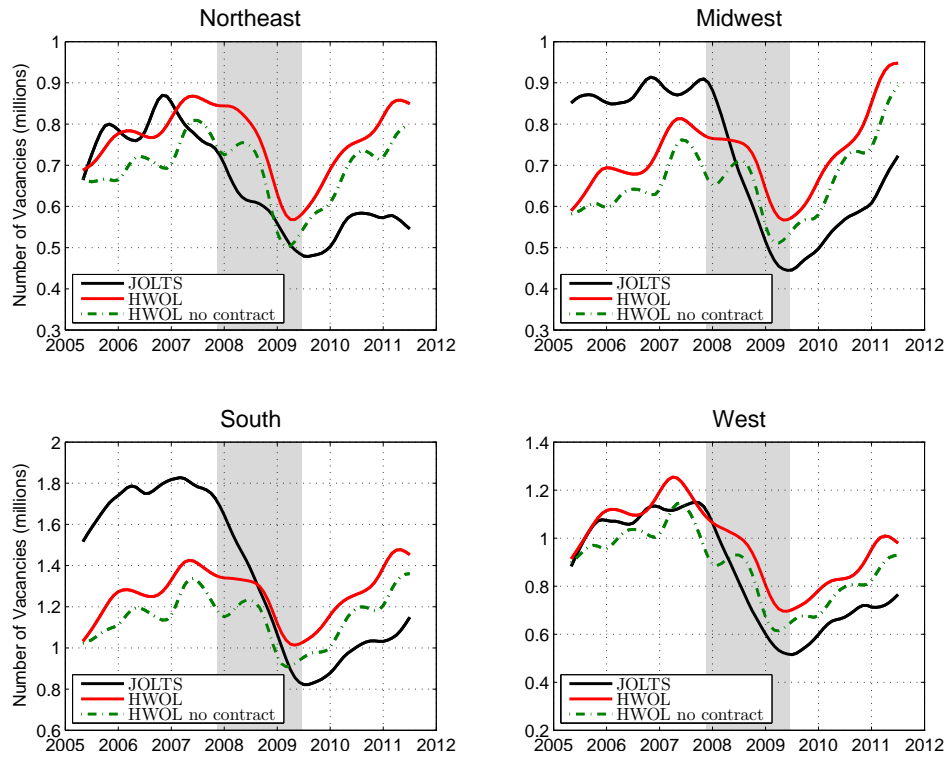 Northeast
Number of Vacancies (millions)
1
0.9
0.8
0.7
0.6
0.5
0.4
0.3
2005 2006 2007 2008 2009 2010 2011 2012
JOLTS
HWOL
HWOL no contract
Midwest
1
0.9
0.8
0.7
0.6
0.5
0.4
0.3
2005 2006 2007 2008 2009 2010 2011 2012
JOLTS
HWOL
HWOL no contract
South
Number of Vacancies (millions)
2
1.8
1.6
1.4
1.2
1
0.8
0.6
2005 2006 2007 2008 2009 2010 2011 2012
JOLTS
HWOL
HWOL no contract
West
1.4
1.2
1
0.8
0.6
0.4
0.2
2005 2006 2007 2008 2009 2010 2011 2012
JOLTS
HWOL
HWOL no contract